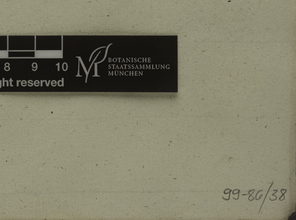 8 9 10
ght reserved
M
BOTANISCHE
STAATSSAMMLUNG
MÜNCHEN
99-86/38